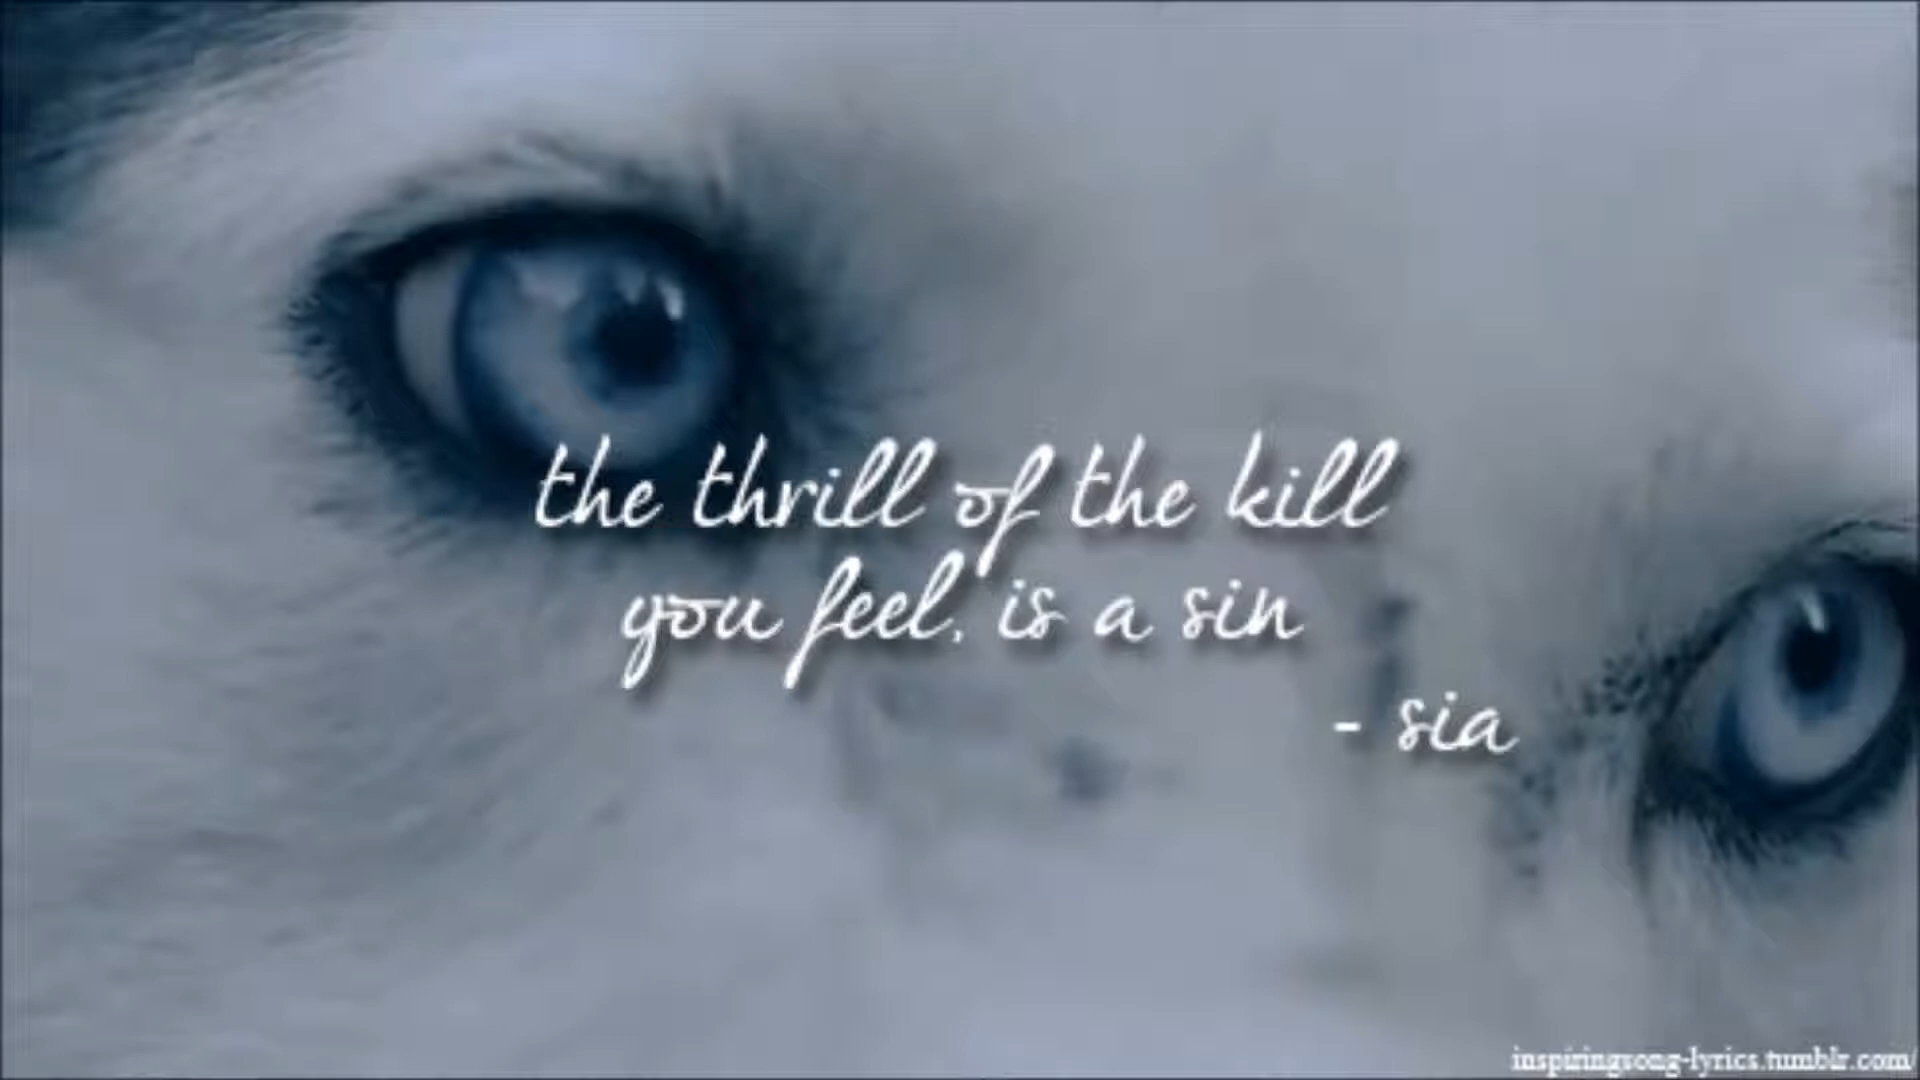 the thrill of the kill
you feel, is a sin
- sia
inspiringsong-lyrics.tumblr.com/